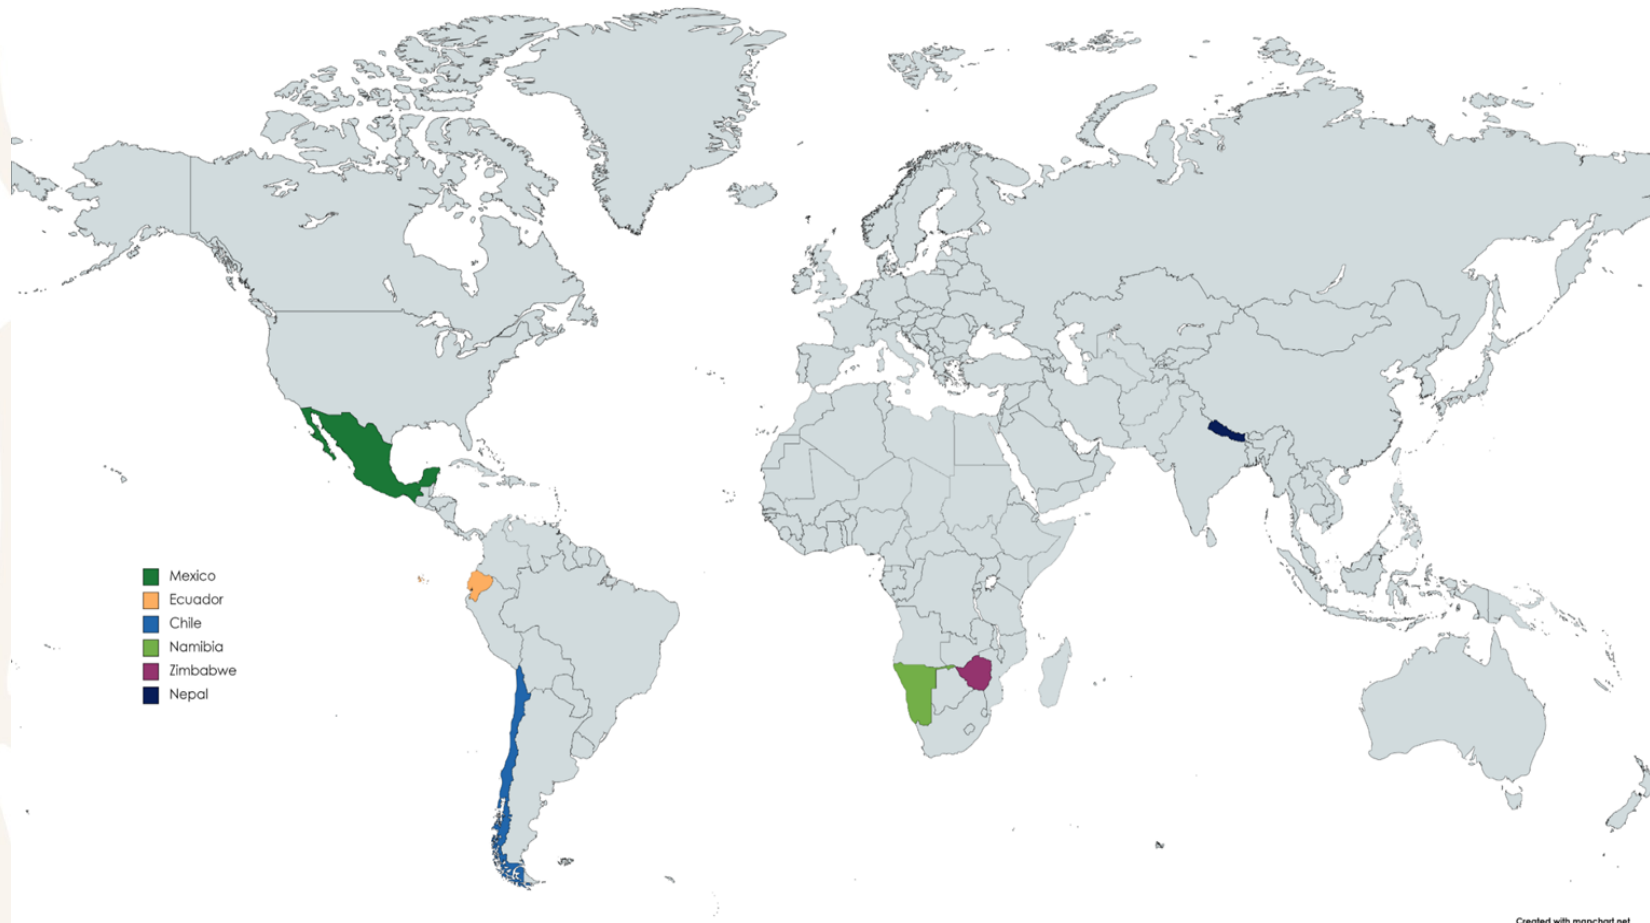 Mexico
Ecuador
Chile
Namibia
Zimbabwe
Nepal
Created with mapchart.net